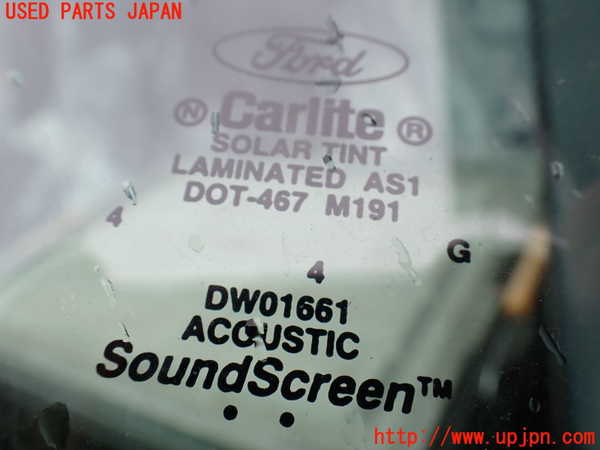 USED PARTS JAPAN
Ford
N Carlite ®
SOLAR TINT
LAMINATED AS1
DOT-467 M191
4
4 G
DW01661
ACOUSTIC
SoundScreen™
http://www.upjpn.com/